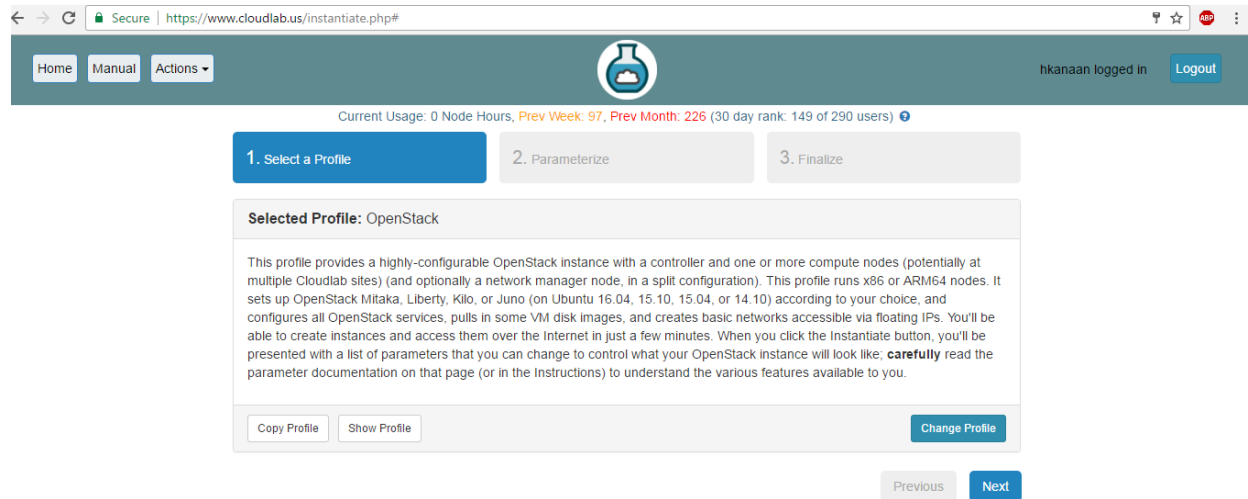 Secure | https://www.cloudlab.us/instantiate.php#
ABP
Home Manual Actions
hkanaan logged in Logout
Current Usage: 0 Node Hours, Prev Week: 97, Prev Month: 226 (30 day rank: 149 of 290 users) ?
1. Select a Profile
2. Parameterize
3. Finalize
Selected Profile: OpenStack
This profile provides a highly-configurable OpenStack instance with a controller and one or more compute nodes (potentially at
multiple Cloudlab sites) (and optionally a network manager node, in a split configuration). This profile runs x86 or ARM64 nodes. It
sets up OpenStack Mitaka, Liberty, Kilo, or Juno (on Ubuntu 16.04, 15.10, 15.04, or 14.10) according to your choice, and
configures all OpenStack services, pulls in some VM disk images, and creates basic networks accessible via floating IPs. You'll be
able to create instances and access them over the Internet in just a few minutes. When you click the Instantiate button, you'll be
presented with a list of parameters that you can change to control what your OpenStack instance will look like; carefully read the
parameter documentation on that page (or in the Instructions) to understand the various features available to you.
Copy Profile Show Profile Change Profile
Previous Next